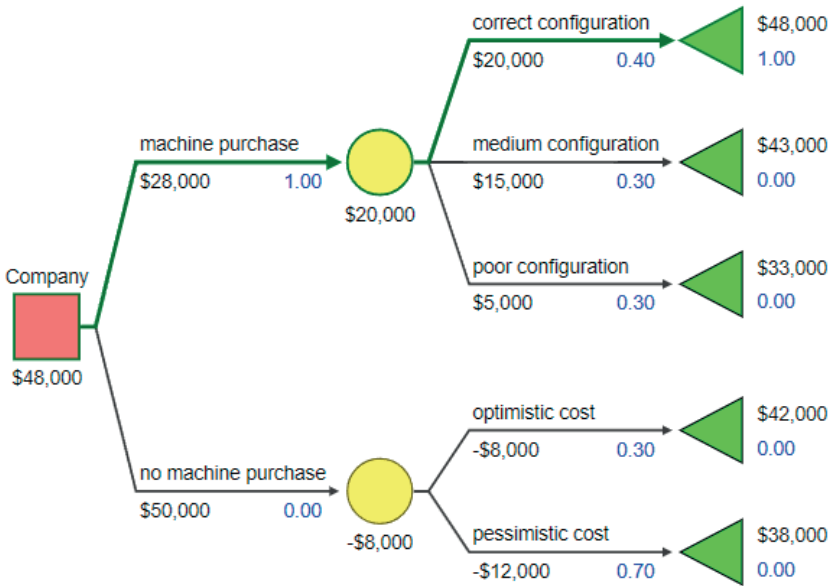 correct configuration
$20,000 0.40
$48,000
1.00
machine purchase
$28,000 1.00
$20,000
medium configuration
$15,000 0.30
$43,000
0.00
poor configuration
$5,000 0.30
$33,000
0.00
Company
$48,000
no machine purchase
$50,000 0.00
-$8,000
optimistic cost
-$8,000 0.30
$42,000
0.00
pessimistic cost
-$12,000 0.70
$38,000
0.00